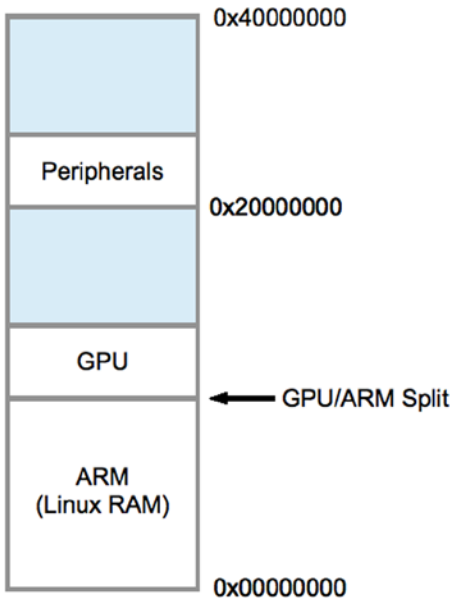 0x40000000
Peripherals
0x20000000
GPU
GPU/ARM Split
ARM
(Linux RAM)
0x00000000